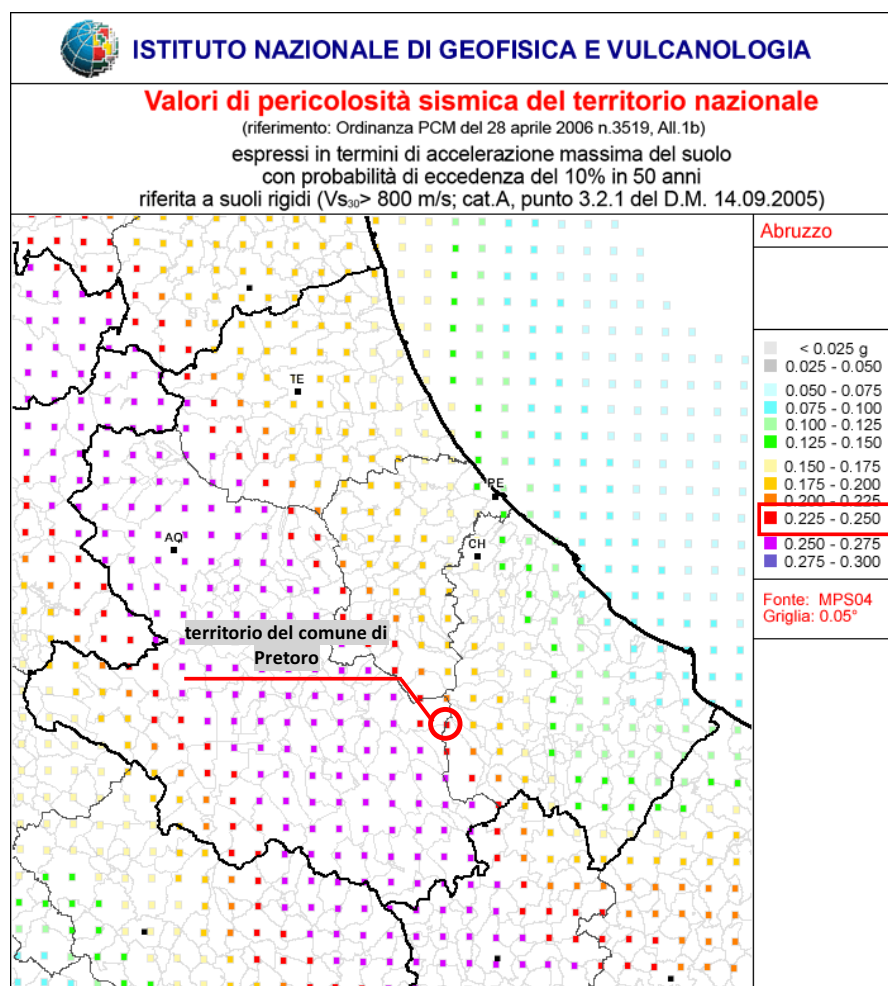 ISTITUTO NAZIONALE DI GEOFISICA E VULCANOLOGIA
Valori di pericolosità sismica del territorio nazionale
(riferimento: Ordinanza PCM del 28 aprile 2006 n.3519, All.1b)
espressi in termini di accelerazione massima del suolo
con probabilità di eccedenza del 10% in 50 anni
riferita a suoli rigidi (Vs₃₀> 800 m/s; cat.A, punto 3.2.1 del D.M. 14.09.2005)
Abruzzo
< 0.025 g
0.025 - 0.050
0.050 - 0.075
0.075 - 0.100
0.100 - 0.125
0.125 - 0.150
0.150 - 0.175
0.175 - 0.200
0.200 - 0.225
0.225 - 0.250
0.250 - 0.275
0.275 - 0.300
Fonte: MPS04
Griglia: 0.05°
TE
PE
AQ
CH
territorio del comune di
Pretoro